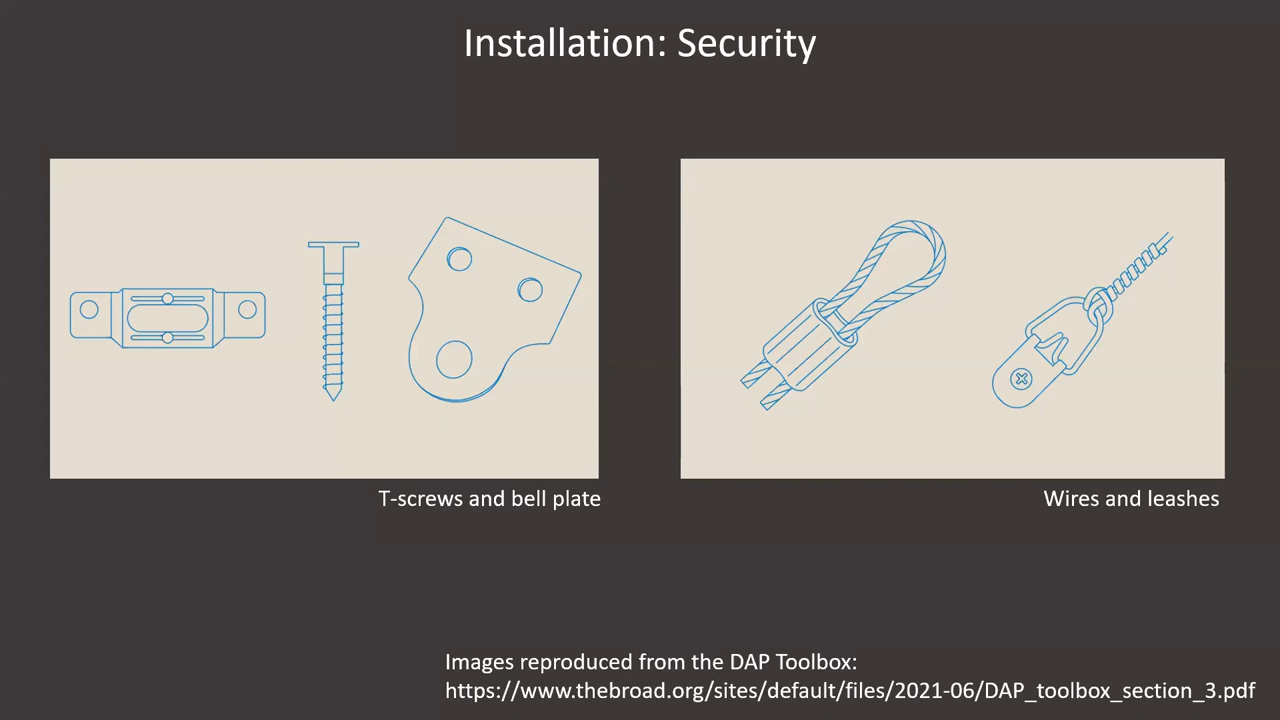 Installation: Security
T-screws and bell plate
Wires and leashes
Images reproduced from the DAP Toolbox:
https://www.thebroad.org/sites/default/files/2021-06/DAP_toolbox_section_3.pdf